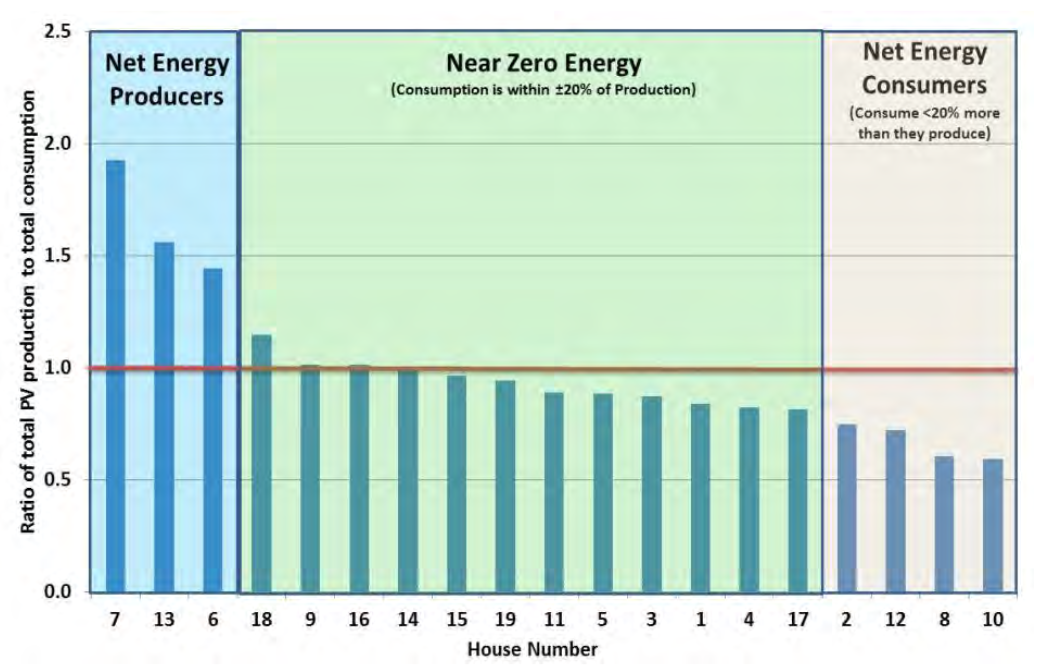 Ratio of total PV production to total consumption
2.5
2.0
1.5
1.0
0.5
0.0
Net Energy
Producers
Near Zero Energy
(Consumption is within ±20% of Production)
Net Energy
Consumers
(Consume <20% more
than they produce)
7 13 6 18 9 16 14 15 19 11 5 3 1 4 17 2 12 8 10
House Number